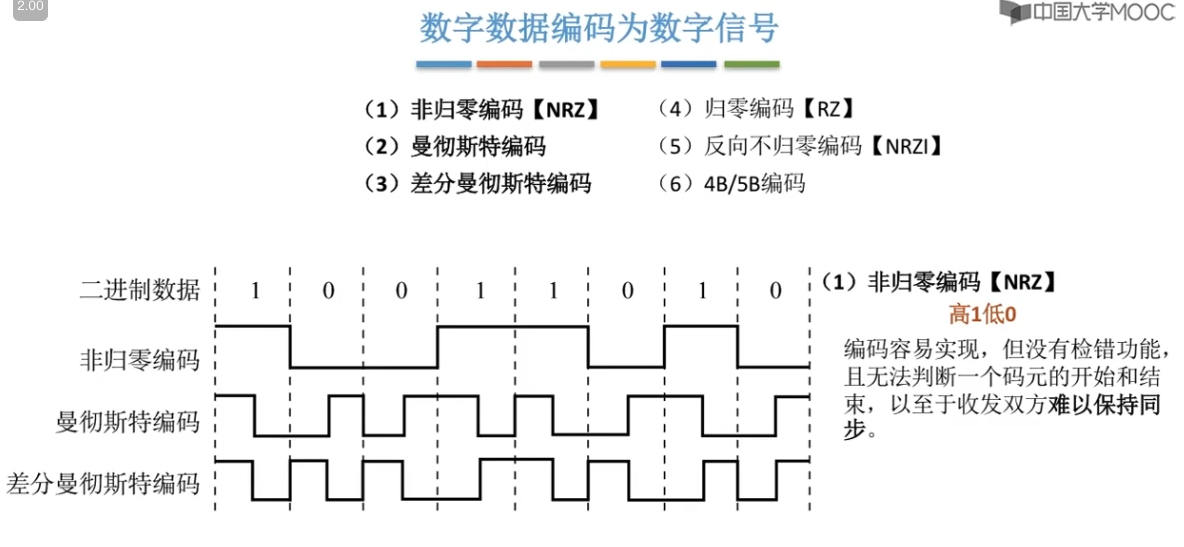 2.00
中国大学MOOC
数字数据编码为数字信号
（1）非归零编码【NRZ】
（4）归零编码【RZ】
（2）曼彻斯特编码
（5）反向不归零编码【NRZI】
（3）差分曼彻斯特编码
（6）4B/5B编码
二进制数据 1 0 0 1 1 0 1 0
非归零编码
曼彻斯特编码
差分曼彻斯特编码
（1）非归零编码【NRZ】
高1低0
编码容易实现，但没有检错功能，
且无法判断一个码元的开始和结
束，以至于收发双方难以保持同
步。